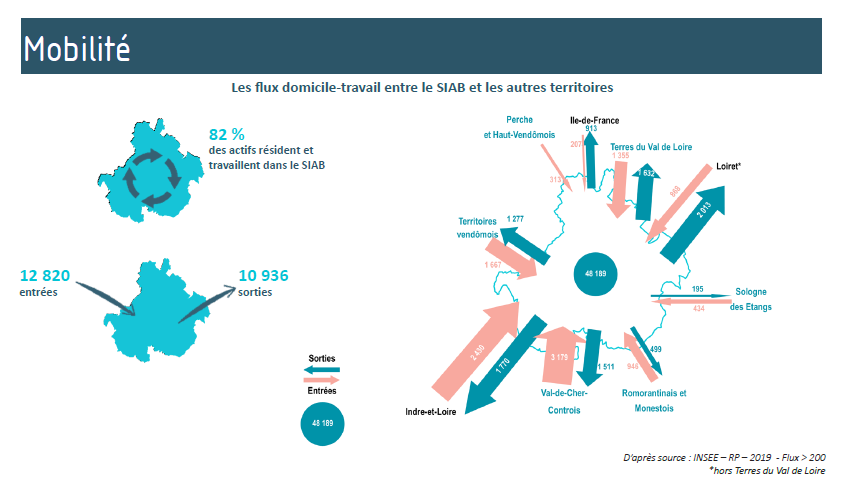 Mobilité
Les flux domicile-travail entre le SIAB et les autres territoires
82 %
des actifs résident et
travaillent dans le SIAB
12 820
entrées
10 936
sorties
Sorties
Entrées
48 189
Perche
et Haut-Vendômois
313
Ile-de-France
913
207
Terres du Val de Loire
1 355
1 632
Loiret*
868
2 013
Territoires
vendômois
1 277
1 667
48 189
195
434
Sologne
des Etangs
2 430
1 770
Indre-et-Loire
3 179
1 511
Val-de-Cher-
Controis
499
940
Romorantinais et
Monestois
D'après source : INSEE – RP – 2019 - Flux > 200
*hors Terres du Val de Loire